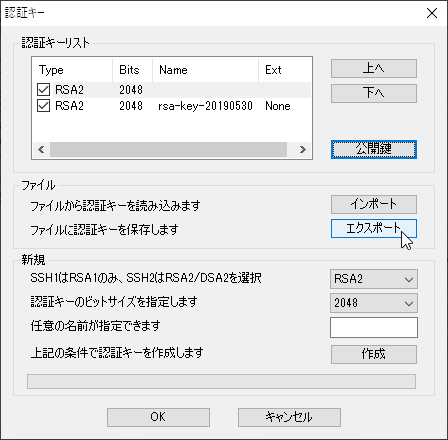 認証キー
認証キーリスト
Type Bits Name Ext
RSA2 2048
RSA2 2048 rsa-key-20190530 None
上へ
下へ
公開鍵
ファイル
ファイルから認証キーを読み込みます インポート
ファイルに認証キーを保存します エクスポート
新規
SSH1はRSA1のみ、SSH2はRSA2/DSA2を選択 RSA2
認証キーのビットサイズを指定します 2048
任意の名前が指定できます
上記の条件で認証キーを作成します 作成
OK キャンセル